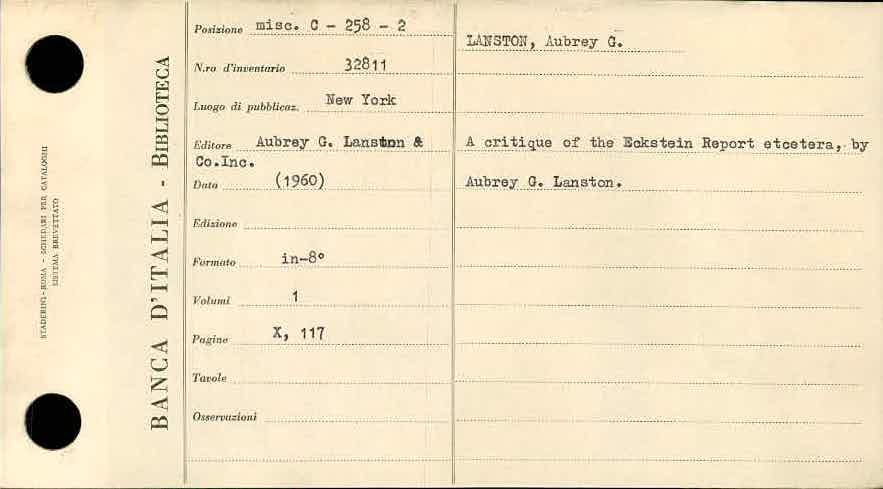 STADERINI - ROMA - SCHEDARI PER CATALOGHI
SISTEMA BREVETTATO
BANCA D'ITALIA - BIBLIOTECA
Posizione misc. C - 258 - 2
N.ro d'inventario 32811
Luogo di pubblicaz. New York
Editore Aubrey G. Lanston &
Co.Inc.
Data (1960)
Edizione
Formato in-8°
Volumi 1
Pagine X, 117
Tavole
Osservazioni
LANSTON, Aubrey G.
A critique of the Eckstein Report etcetera, by
Aubrey G. Lanston.